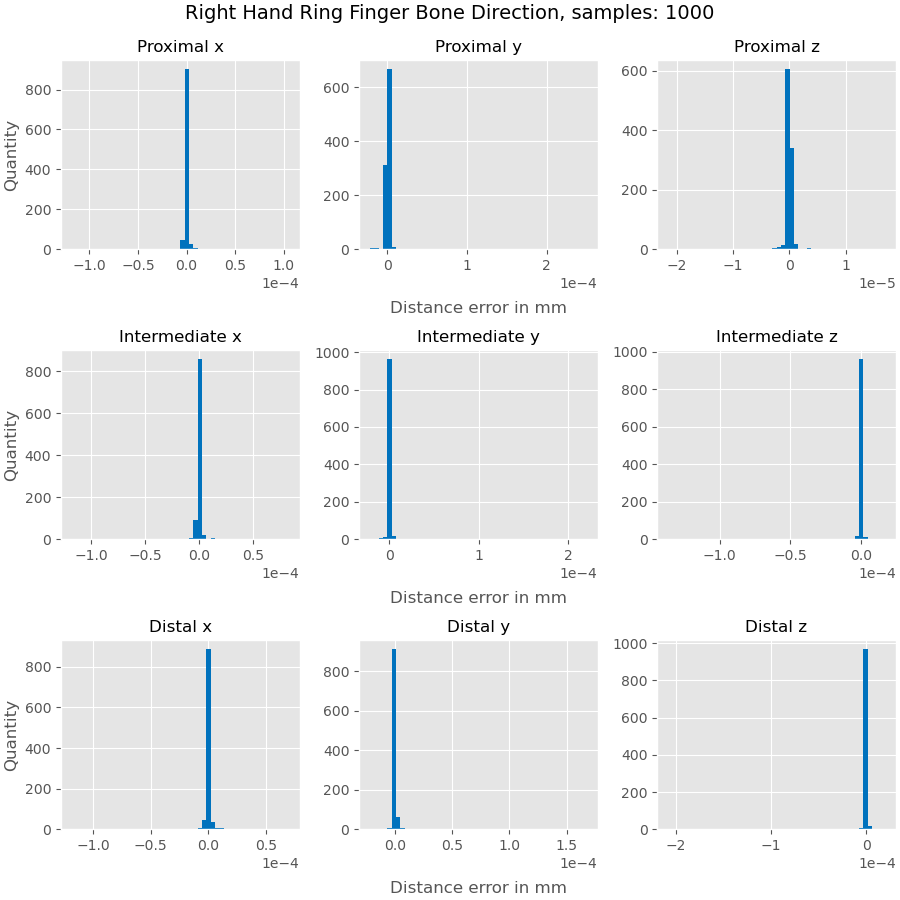 Right Hand Ring Finger Bone Direction, samples: 1000
Proximal x
Proximal y
Proximal z
Quantity
800
600
400
200
0
−1.0 −0.5 0.0 0.5 1.0
1e−4
600
400
200
0
0 1 2
1e−4
600
400
200
0
−2 −1 0 1
1e−5
Distance error in mm
Intermediate x
Intermediate y
Intermediate z
Quantity
800
600
400
200
0
−1.0 −0.5 0.0 0.5
1e−4
1000
800
600
400
200
0
0 1 2
1e−4
1000
800
600
400
200
0
−1.0 −0.5 0.0
1e−4
Distance error in mm
Distal x
Distal y
Distal z
Quantity
800
600
400
200
0
−1.0 −0.5 0.0 0.5
1e−4
800
600
400
200
0
0.0 0.5 1.0 1.5
1e−4
1000
800
600
400
200
0
−2 −1 0
1e−4
Distance error in mm